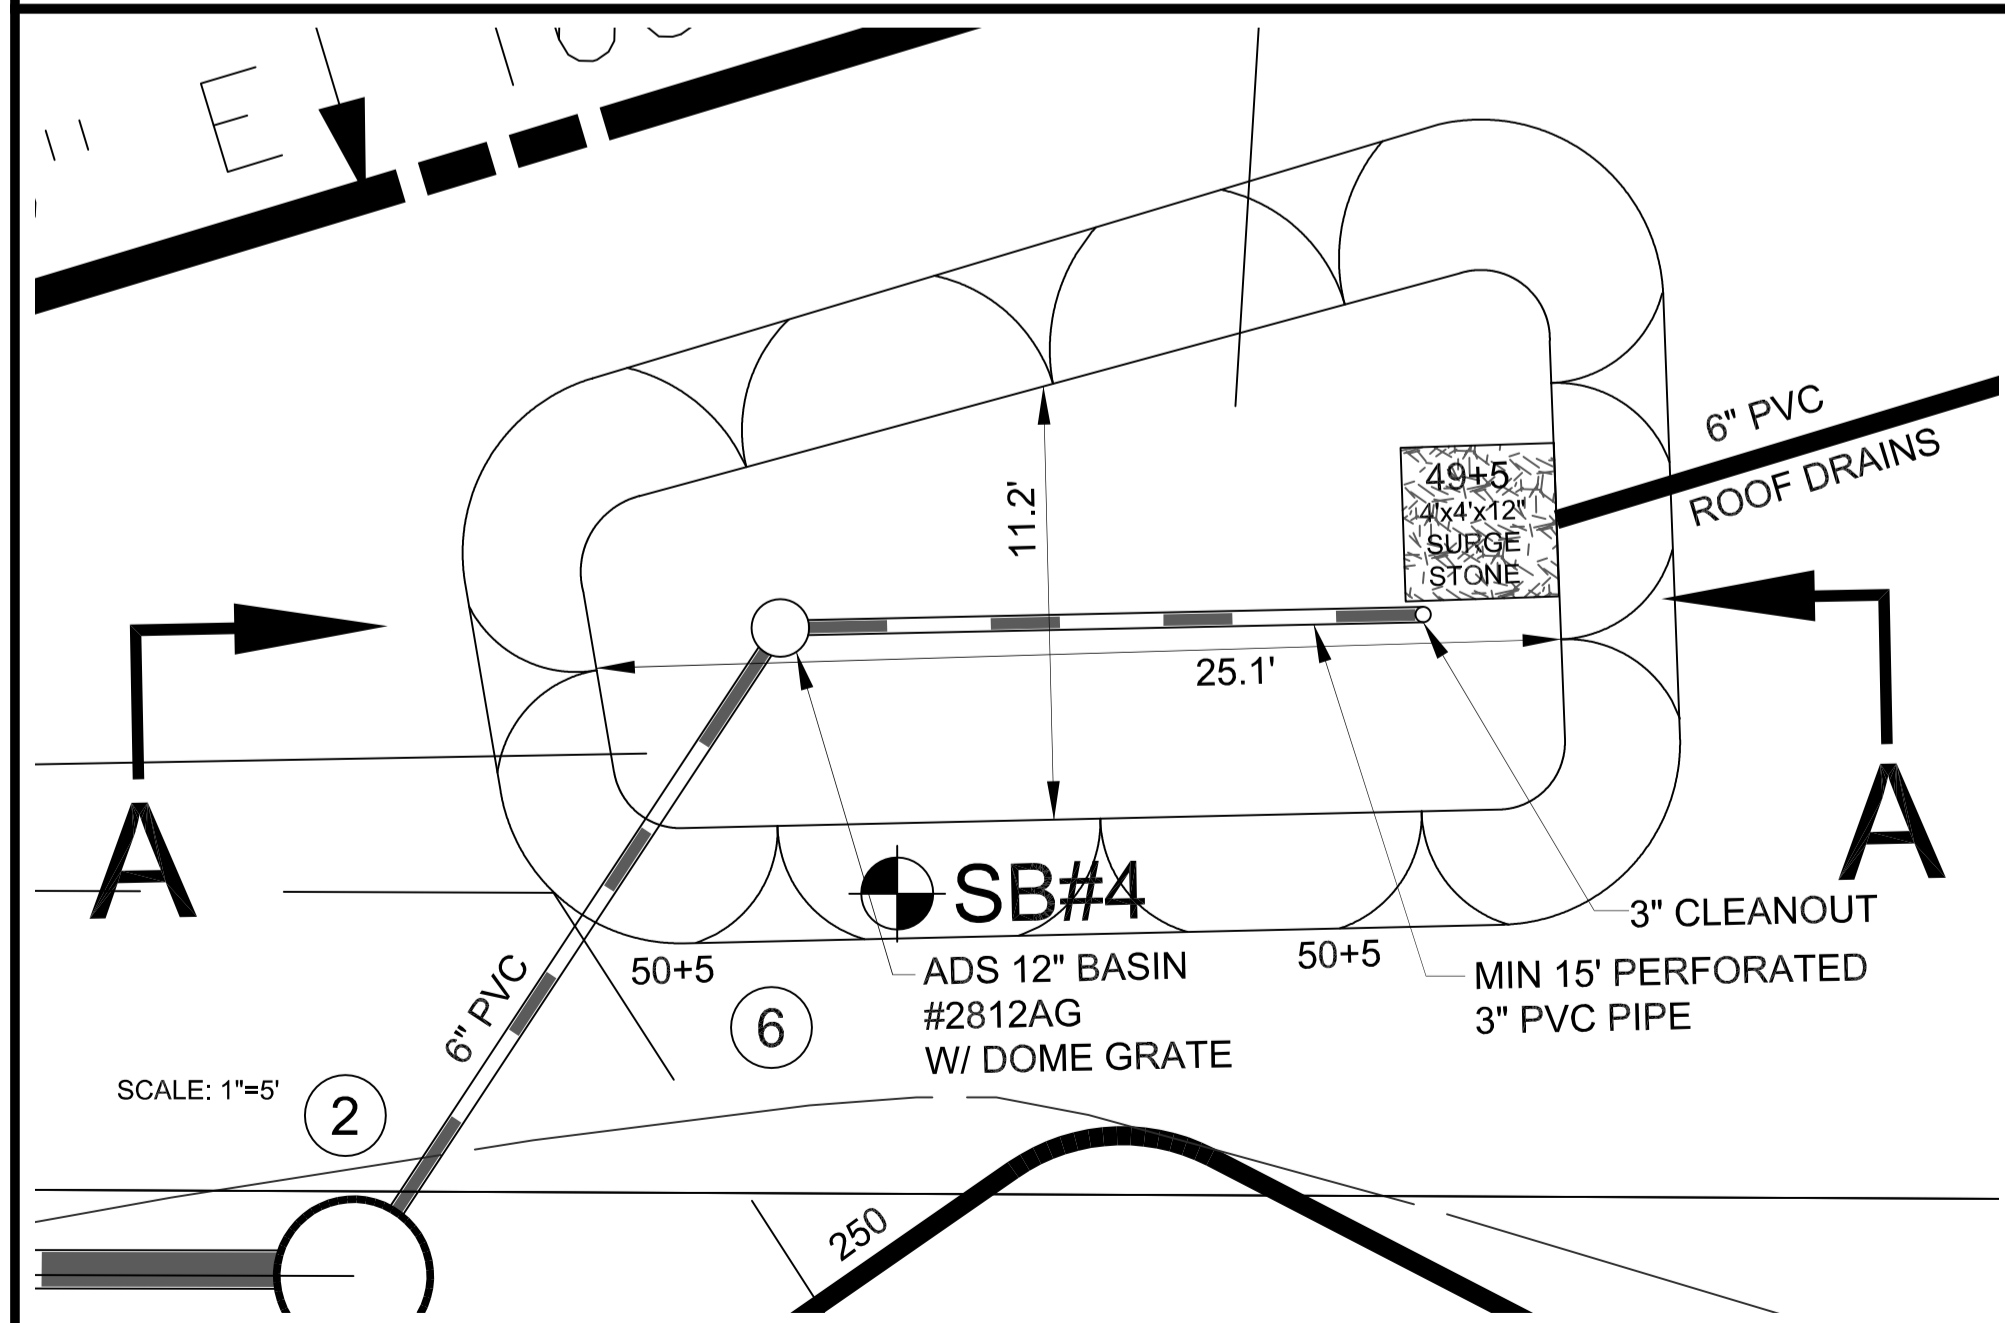 E
6" PVC
ROOF DRAINS
49+5
4'x4'x12"
SURGE
STONE
11.2'
25.1'
A
A
SB#4
3" CLEANOUT
50+5
50+5
ADS 12" BASIN
#2812AG
W/ DOME GRATE
MIN 15' PERFORATED
3" PVC PIPE
6" PVC
6
SCALE: 1"=5'
2
250